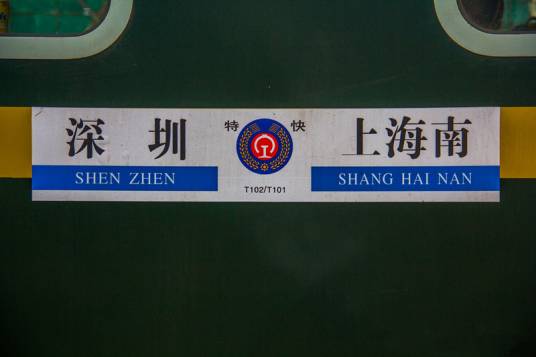 深圳
SHEN ZHEN
特 快
T102/T101
上海南
SHANG HAI NAN